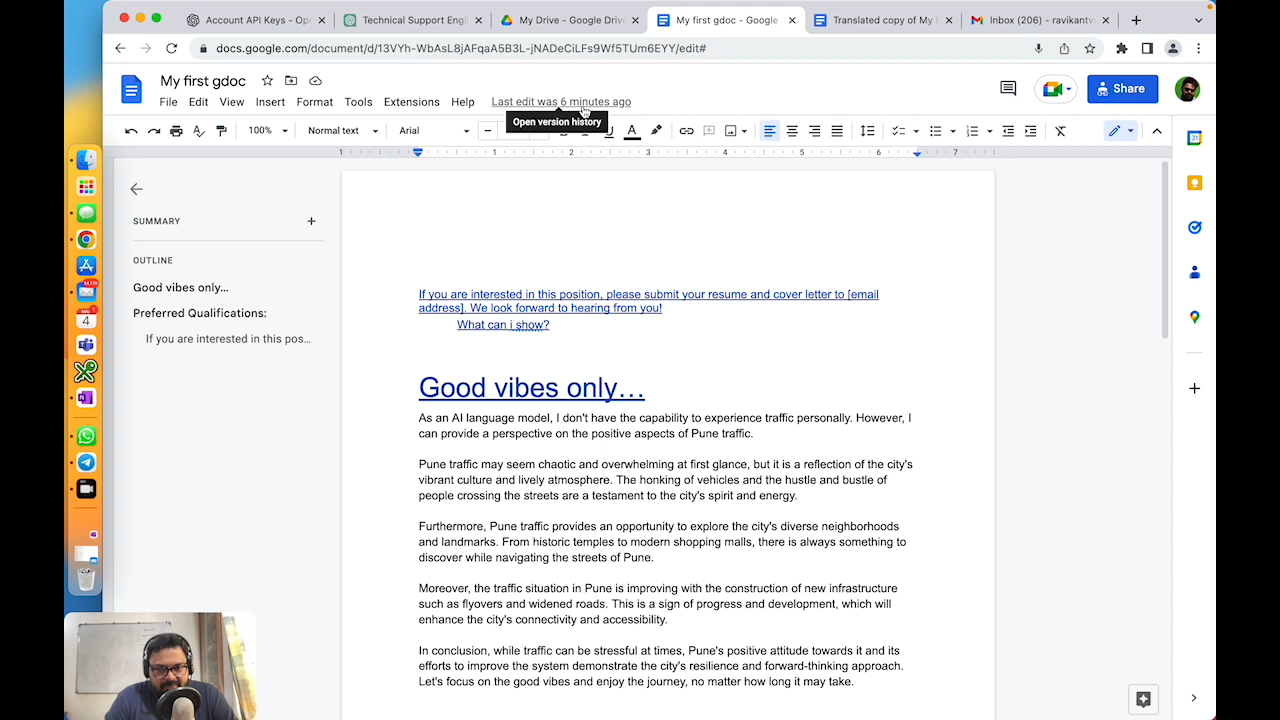 Account API Keys - Ope
Technical Support Engi
My Drive - Google Drive
My first gdoc - Google
Translated copy of My
Inbox (206) - ravikantv
docs.google.com/document/d/13VYh-WbAsL8jAFqaA5B3L-jNADeCiLFs9Wf5TUm6EYY/edit#
My first gdoc
File Edit View Insert Format Tools Extensions Help Last edit was 6 minutes ago
Share
Open version history
100% Normal text Arial
1 1 2 3 4 5 6 7
SUMMARY
OUTLINE
Good vibes only...
Preferred Qualifications:
If you are interested in this pos...
If you are interested in this position, please submit your resume and cover letter to [email
address]. We look forward to hearing from you!
What can i show?
Good vibes only…
As an AI language model, I don't have the capability to experience traffic personally. However, I
can provide a perspective on the positive aspects of Pune traffic.
Pune traffic may seem chaotic and overwhelming at first glance, but it is a reflection of the city's
vibrant culture and lively atmosphere. The honking of vehicles and the hustle and bustle of
people crossing the streets are a testament to the city's spirit and energy.
Furthermore, Pune traffic provides an opportunity to explore the city's diverse neighborhoods
and landmarks. From historic temples to modern shopping malls, there is always something to
discover while navigating the streets of Pune.
Moreover, the traffic situation in Pune is improving with the construction of new infrastructure
such as flyovers and widened roads. This is a sign of progress and development, which will
enhance the city's connectivity and accessibility.
In conclusion, while traffic can be stressful at times, Pune's positive attitude towards it and its
efforts to improve the system demonstrate the city's resilience and forward-thinking approach.
Let's focus on the good vibes and enjoy the journey, no matter how long it may take.
4
31